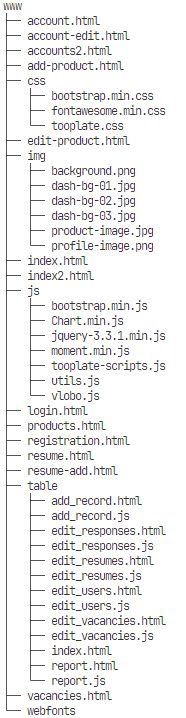 www
├── account.html
├── account-edit.html
├── accounts2.html
├── add-product.html
├── css
│   ├── bootstrap.min.css
│   ├── fontawesome.min.css
│   └── tooplate.css
├── edit-product.html
├── img
│   ├── background.png
│   ├── dash-bg-01.jpg
│   ├── dash-bg-02.jpg
│   ├── dash-bg-03.jpg
│   ├── product-image.jpg
│   └── profile-image.png
├── index.html
├── index2.html
├── js
│   ├── bootstrap.min.js
│   ├── Chart.min.js
│   ├── jquery-3.3.1.min.js
│   ├── moment.min.js
│   ├── tooplate-scripts.js
│   ├── utils.js
│   └── vlobo.js
├── login.html
├── products.html
├── registration.html
├── resume.html
├── resume-add.html
├── table
│   ├── add_record.html
│   ├── add_record.js
│   ├── edit_responses.html
│   ├── edit_responses.js
│   ├── edit_resumes.html
│   ├── edit_resumes.js
│   ├── edit_users.html
│   ├── edit_users.js
│   ├── edit_vacancies.html
│   ├── edit_vacancies.js
│   ├── index.html
│   ├── report.html
│   └── report.js
├── vacancies.html
└── webfonts